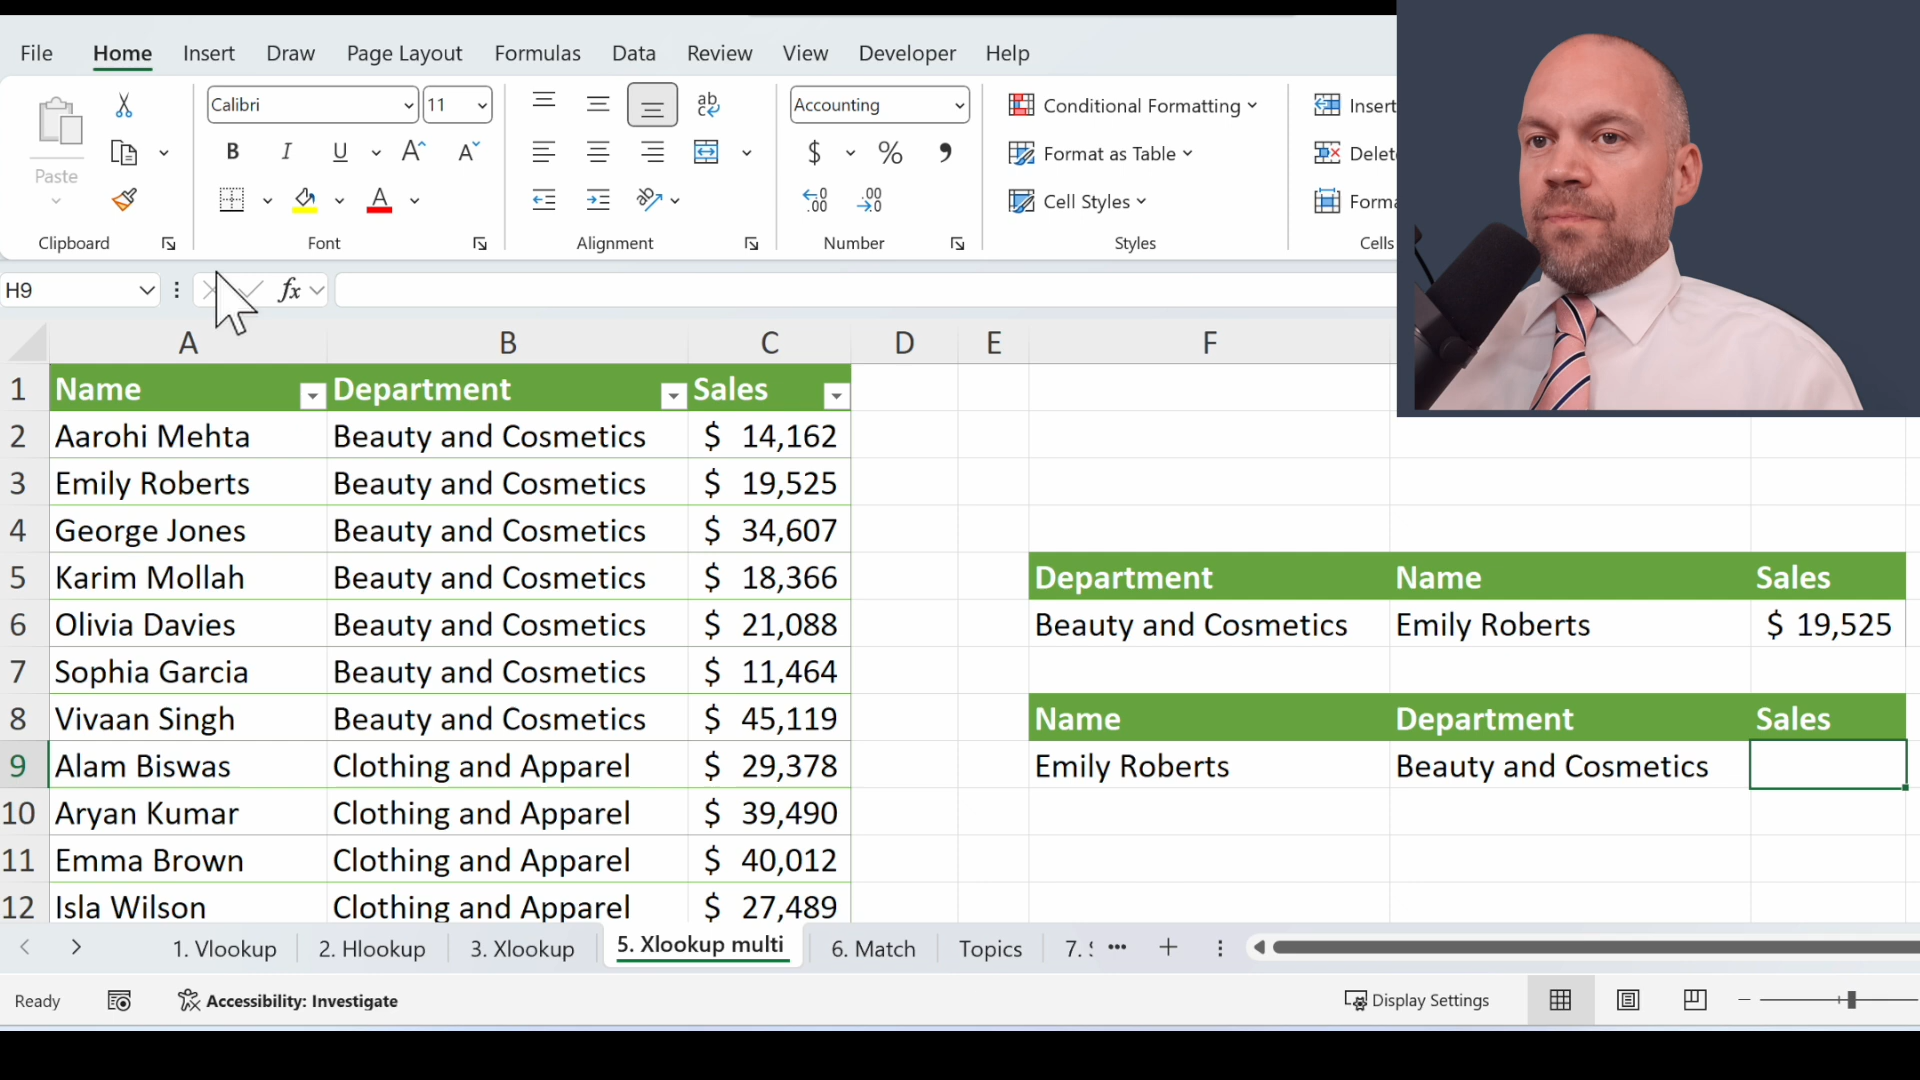 File Home Insert Draw Page Layout Formulas Data Review View Developer Help
Calibri 11 Accounting Conditional Formatting Insert
Paste B I U A A $ % Format as Table Delet
A Cell Styles Forma
Clipboard Font Alignment Number Styles Cells
H9 fx
A B C D E F
1 Name Department Sales
2 Aarohi Mehta Beauty and Cosmetics $ 14,162
3 Emily Roberts Beauty and Cosmetics $ 19,525
4 George Jones Beauty and Cosmetics $ 34,607
5 Karim Mollah Beauty and Cosmetics $ 18,366 Department Name Sales
6 Olivia Davies Beauty and Cosmetics $ 21,088 Beauty and Cosmetics Emily Roberts $ 19,525
7 Sophia Garcia Beauty and Cosmetics $ 11,464
8 Vivaan Singh Beauty and Cosmetics $ 45,119 Name Department Sales
9 Alam Biswas Clothing and Apparel $ 29,378 Emily Roberts Beauty and Cosmetics
10 Aryan Kumar Clothing and Apparel $ 39,490
11 Emma Brown Clothing and Apparel $ 40,012
12 Isla Wilson Clothing and Apparel $ 27,489
1. Vlookup 2. Hlookup 3. Xlookup 5. Xlookup multi 6. Match Topics 7.
Ready Accessibility: Investigate Display Settings